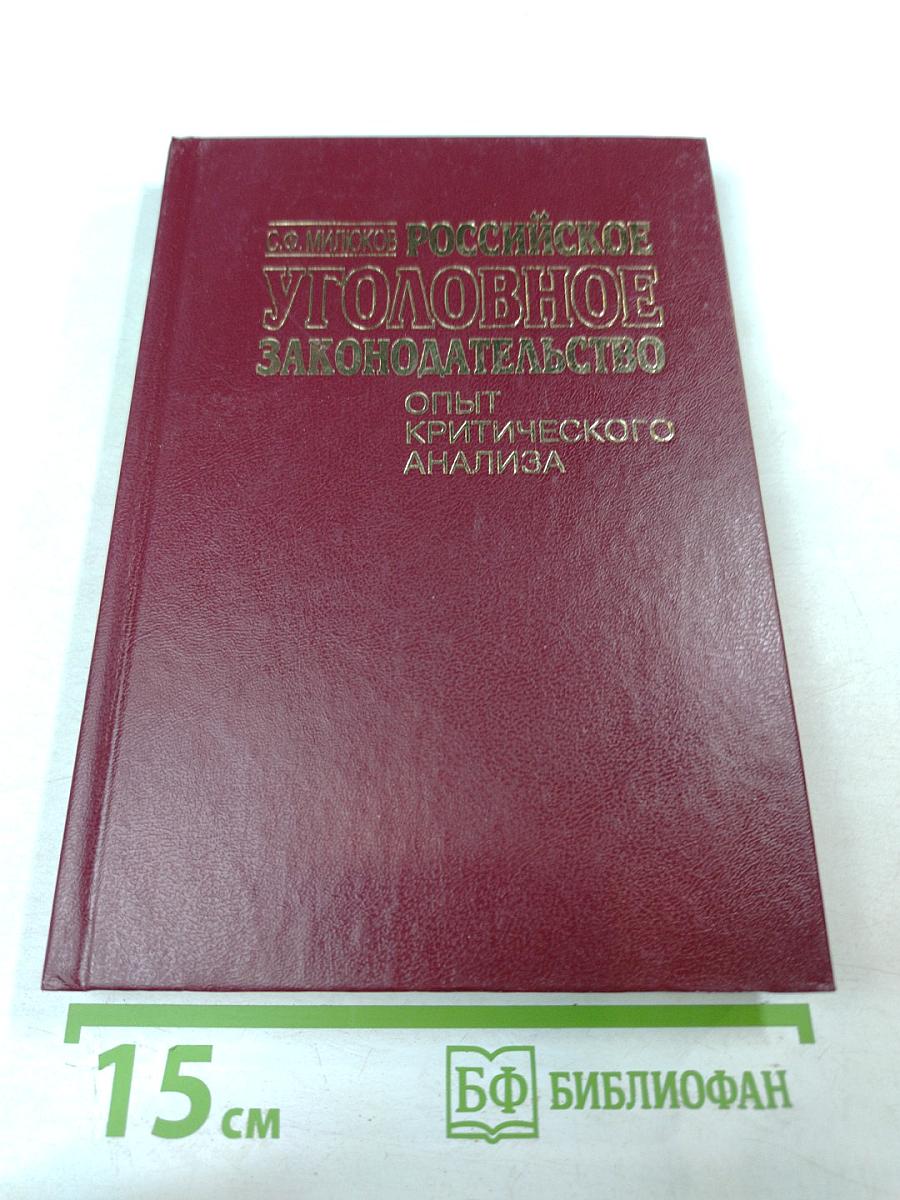 С.Ф. МИЛЮКОВ РОССИЙСКОЕ
УГОЛОВНОЕ
ЗАКОНОДАТЕЛЬСТВО
ОПЫТ
КРИТИЧЕСКОГО
АНАЛИЗА
15 см
БФ БИБЛИОФАН